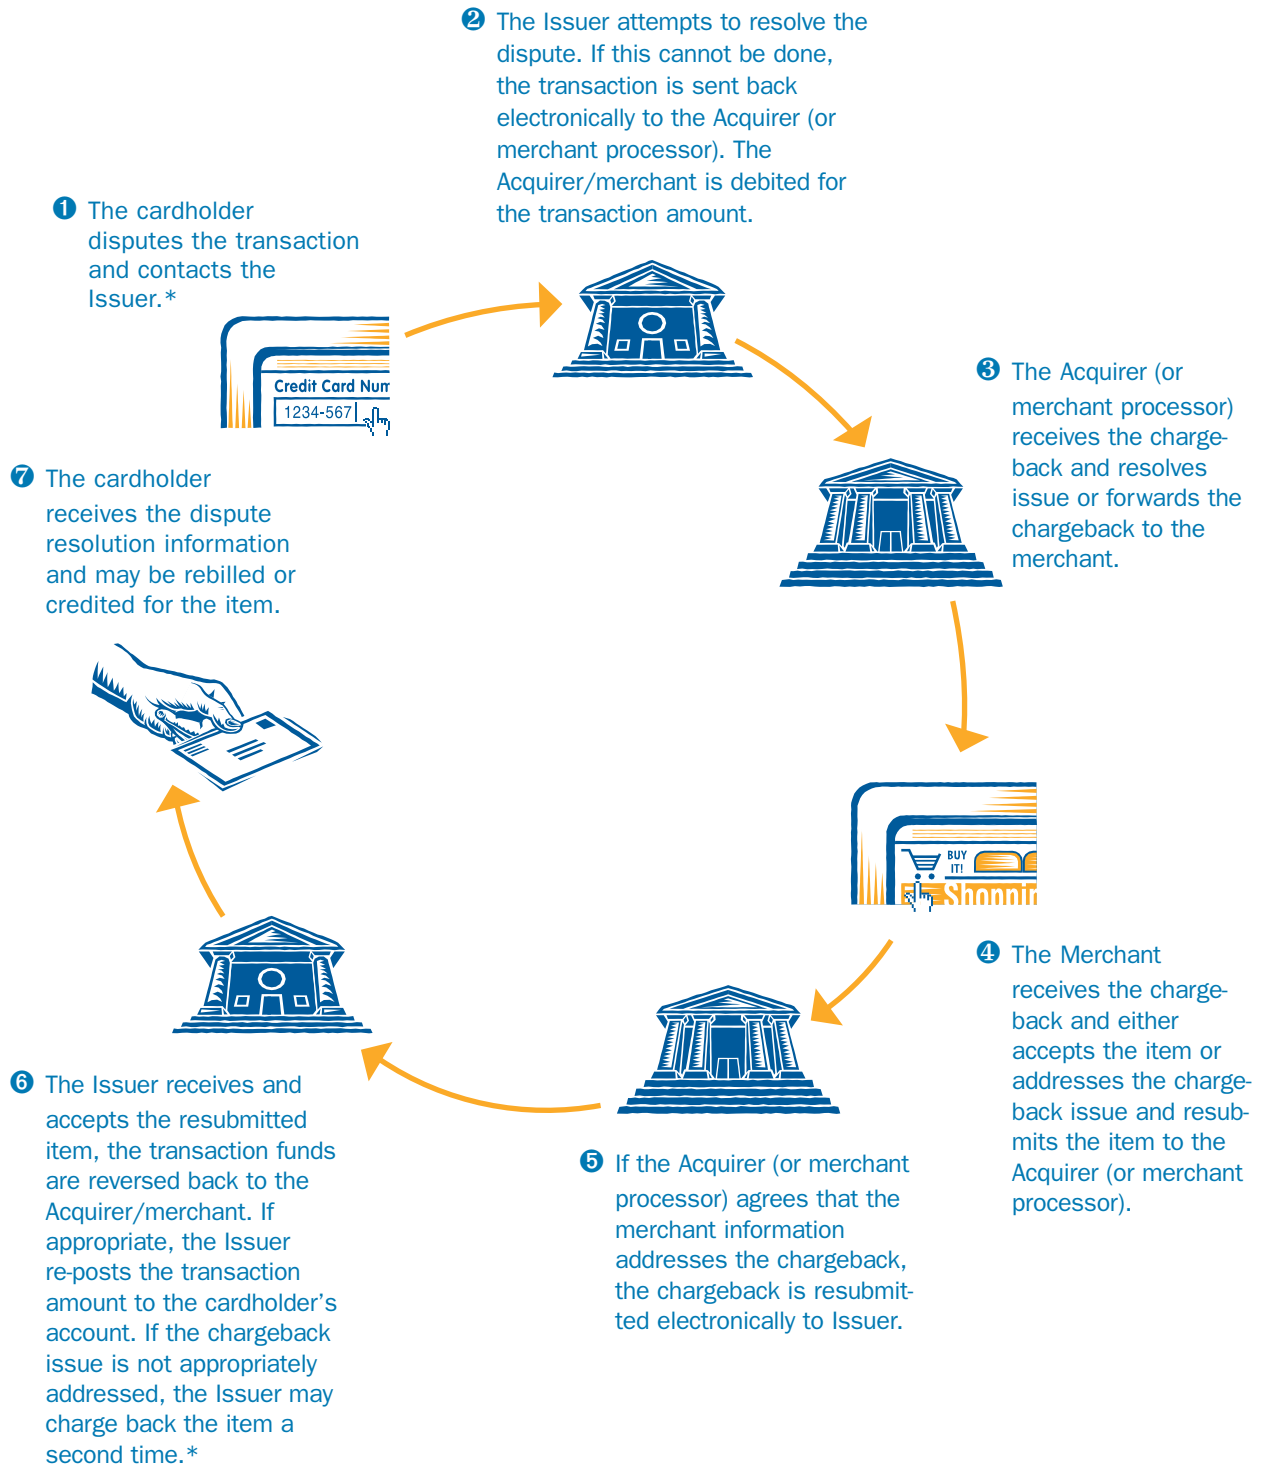 ❶ The cardholder
disputes the transaction
and contacts the
Issuer.*
❷ The Issuer attempts to resolve the
dispute. If this cannot be done,
the transaction is sent back
electronically to the Acquirer (or
merchant processor). The
Acquirer/merchant is debited for
the transaction amount.
❸ The Acquirer (or
merchant processor)
receives the charge-
back and resolves
issue or forwards the
chargeback to the
merchant.
Credit Card Num
1234-567
BUY
IT!
Shoppin
❹ The Merchant
receives the charge-
back and either
accepts the item or
addresses the charge-
back issue and resub-
mits the item to the
Acquirer (or merchant
processor).
❺ If the Acquirer (or merchant
processor) agrees that the
merchant information
addresses the chargeback,
the chargeback is resubmit-
ted electronically to Issuer.
❻ The Issuer receives and
accepts the resubmitted
item, the transaction funds
are reversed back to the
Acquirer/merchant. If
appropriate, the Issuer
re-posts the transaction
amount to the cardholder's
account. If the chargeback
issue is not appropriately
addressed, the Issuer may
charge back the item a
second time.*
❼ The cardholder
receives the dispute
resolution information
and may be rebilled or
credited for the item.